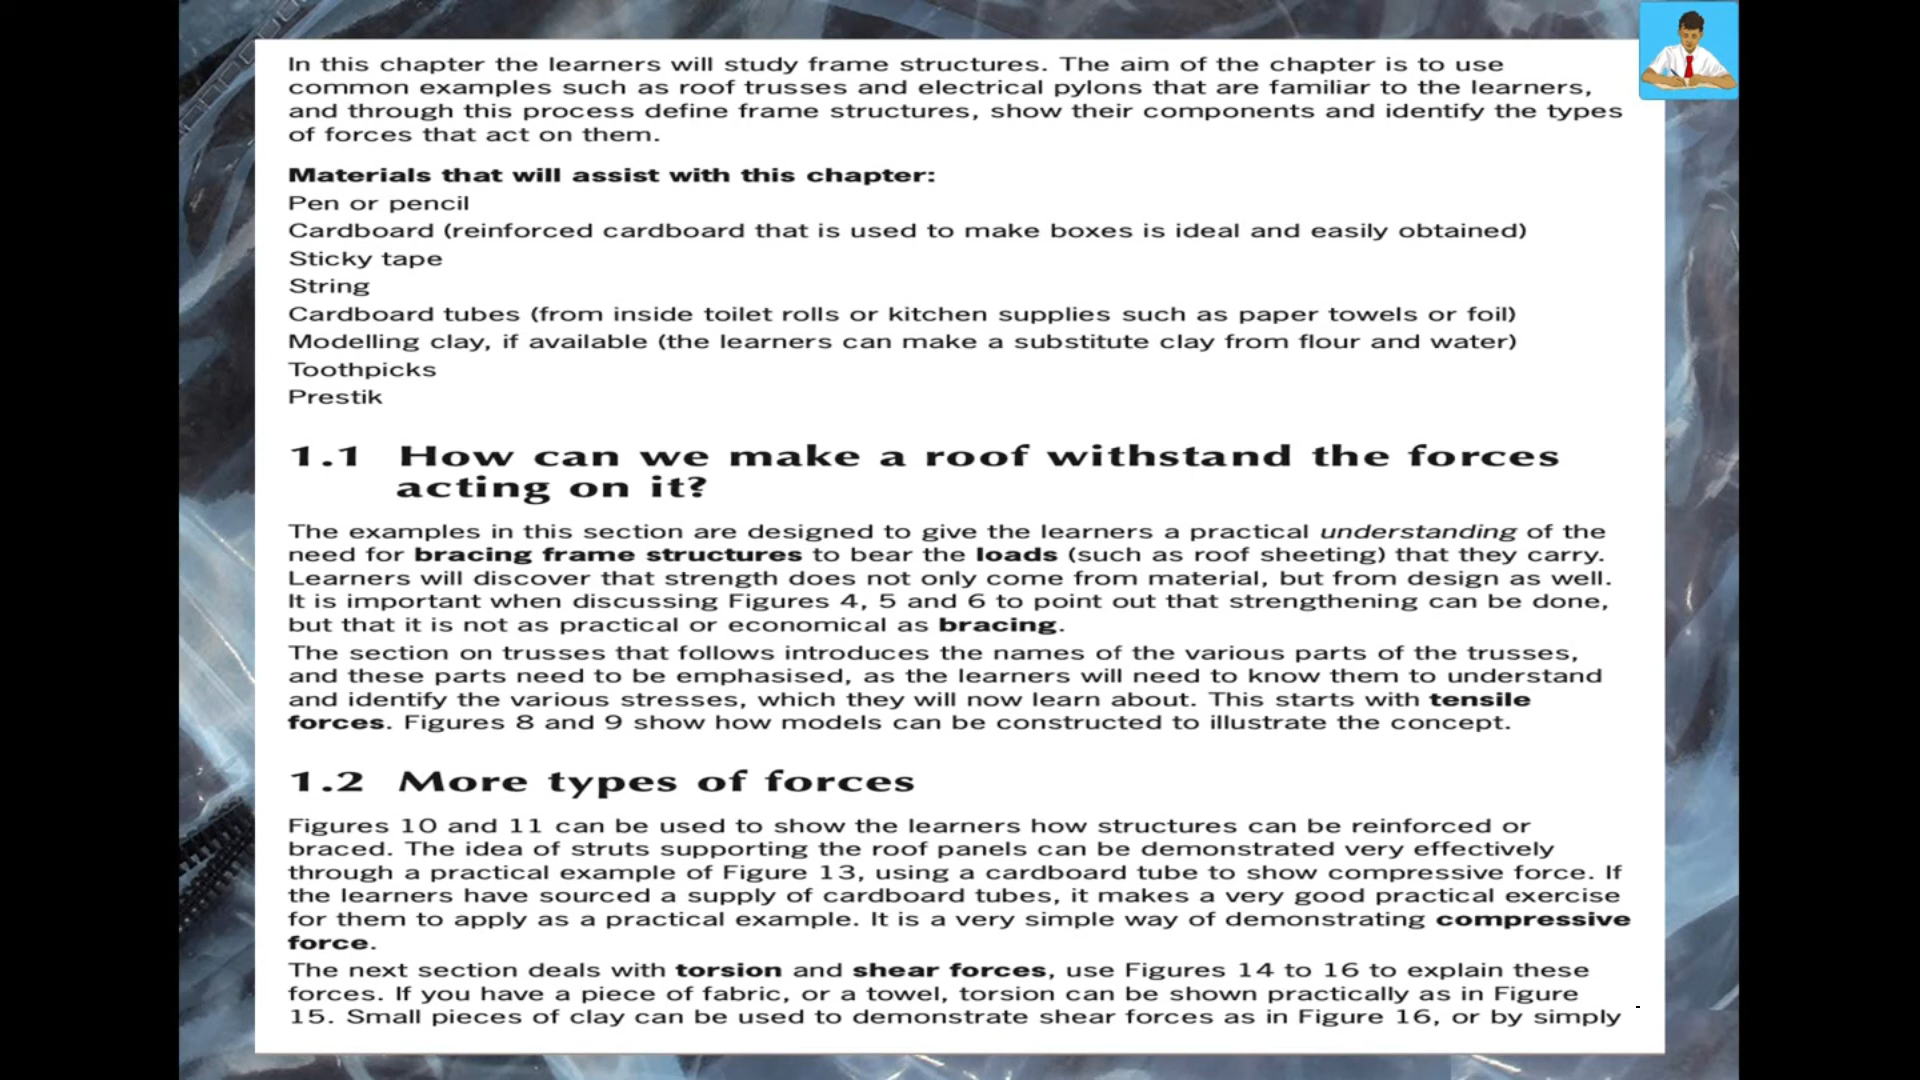 In this chapter the learners will study frame structures. The aim of the chapter is to use
common examples such as roof trusses and electrical pylons that are familiar to the learners,
and through this process define frame structures, show their components and identify the types
of forces that act on them.
Materials that will assist with this chapter:
Pen or pencil
Cardboard (reinforced cardboard that is used to make boxes is ideal and easily obtained)
Sticky tape
String
Cardboard tubes (from inside toilet rolls or kitchen supplies such as paper towels or foil)
Modelling clay, if available (the learners can make a substitute clay from flour and water)
Toothpicks
Prestik
1.1 How can we make a roof withstand the forces
acting on it?
The examples in this section are designed to give the learners a practical understanding of the
need for bracing frame structures to bear the loads (such as roof sheeting) that they carry.
Learners will discover that strength does not only come from material, but from design as well.
It is important when discussing Figures 4, 5 and 6 to point out that strengthening can be done,
but that it is not as practical or economical as bracing.
The section on trusses that follows introduces the names of the various parts of the trusses,
and these parts need to be emphasised, as the learners will need to know them to understand
and identify the various stresses, which they will now learn about. This starts with tensile
forces. Figures 8 and 9 show how models can be constructed to illustrate the concept.
1.2 More types of forces
Figures 10 and 11 can be used to show the learners how structures can be reinforced or
braced. The idea of struts supporting the roof panels can be demonstrated very effectively
through a practical example of Figure 13, using a cardboard tube to show compressive force. If
the learners have sourced a supply of cardboard tubes, it makes a very good practical exercise
for them to apply as a practical example. It is a very simple way of demonstrating compressive
force.
The next section deals with torsion and shear forces, use Figures 14 to 16 to explain these
forces. If you have a piece of fabric, or a towel, torsion can be shown practically as in Figure
15. Small pieces of clay can be used to demonstrate shear forces as in Figure 16, or by simply